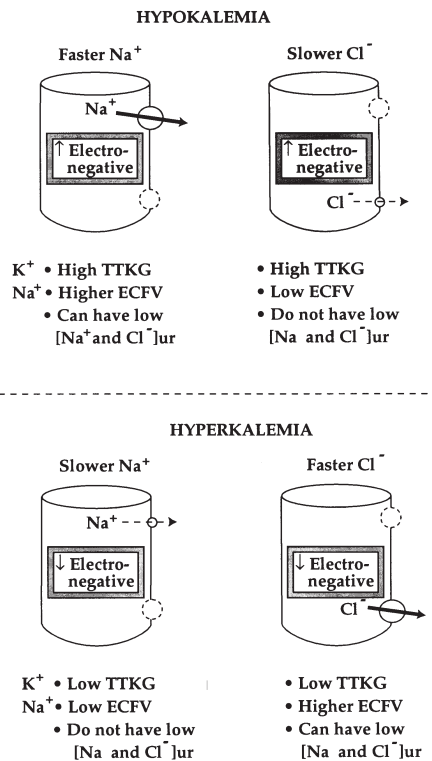 HYPOKALEMIA
Faster Na⁺
Na⁺
↑ Electro-
negative
K⁺ • High TTKG
Na⁺ • Higher ECFV
• Can have low
[Na⁺ and Cl⁻]ur
Slower Cl⁻
↑ Electro-
negative
Cl⁻
• High TTKG
• Low ECFV
• Do not have low
[Na and Cl⁻]ur
HYPERKALEMIA
Slower Na⁺
Na⁺
↓ Electro-
negative
K⁺ • Low TTKG
Na⁺ • Low ECFV
• Do not have low
[Na and Cl⁻]ur
Faster Cl⁻
↓ Electro-
negative
Cl⁻
• Low TTKG
• Higher ECFV
• Can have low
[Na and Cl⁻]ur